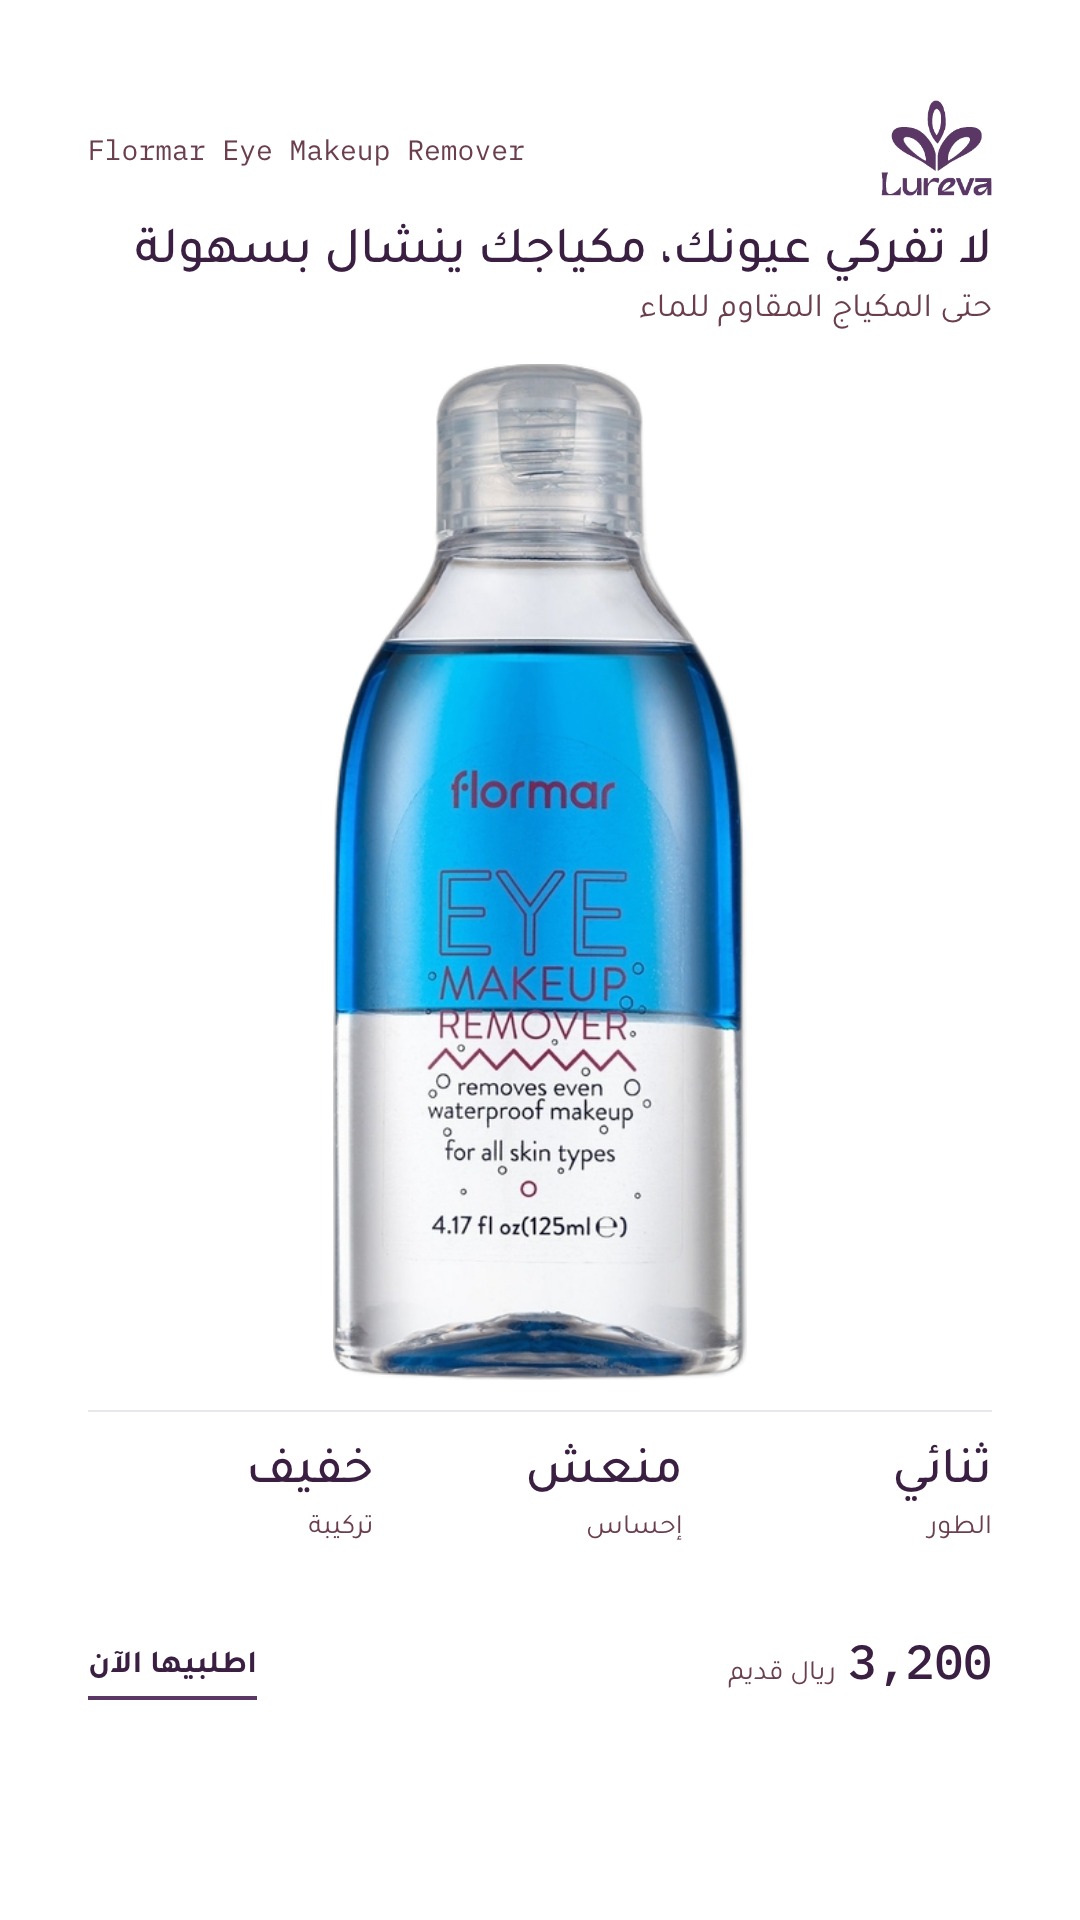 Flormar Eye Makeup Remover
Lureva
لا تفركي عيونك، مكياجك ينشال بسهولة
حتى المكياج المقاوم للماء
flormar
EYE
MAKEUP
REMOVER
removes even
waterproof makeup
for all skin types
4.17 fl oz(125ml ℮)
ثنائي منعش خفيف
الطور إحساس تركيبة
3,200 ريال قديم
اطلبيها الآن